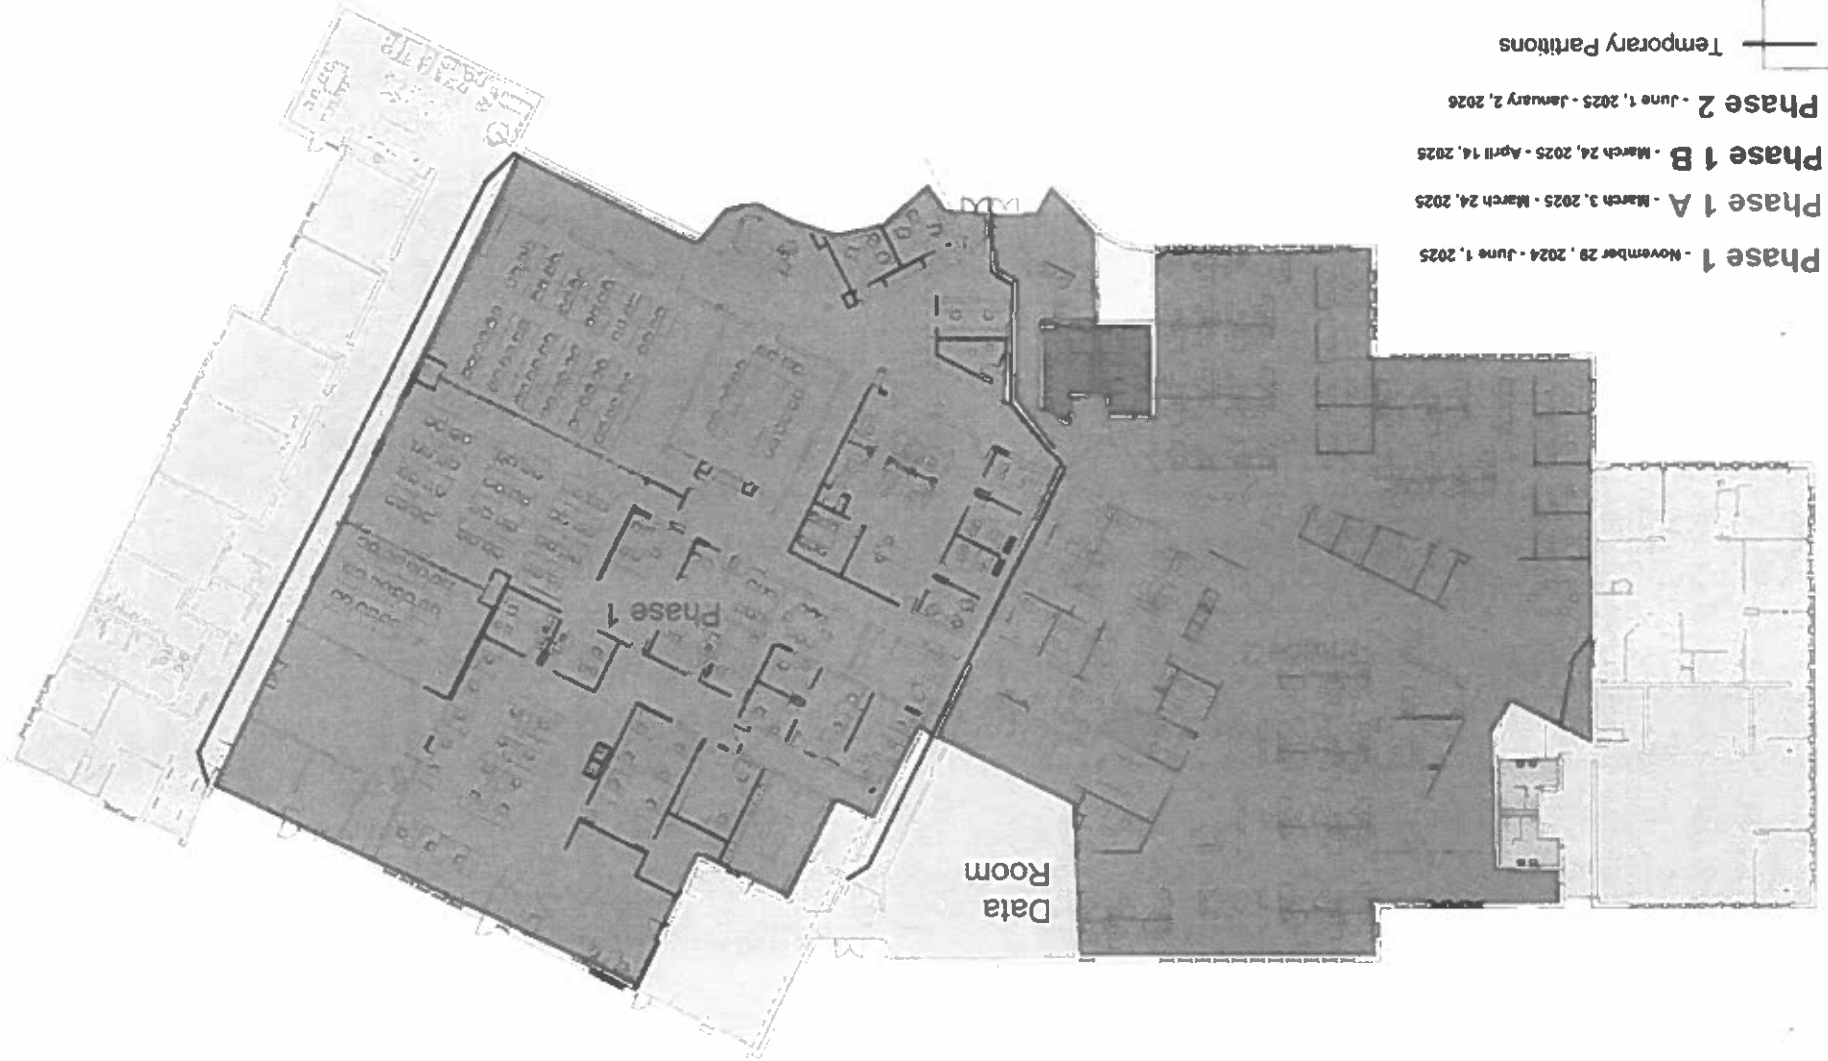 Phase 1 - November 29, 2024 - June 1, 2025
Phase 1 A - March 3, 2025 - March 24, 2025
Phase 1 B - March 24, 2025 - April 14, 2025
Phase 2 - June 1, 2025 - January 2, 2026
Temporary Partitions
Data
Room
Phase 1
Phase 2